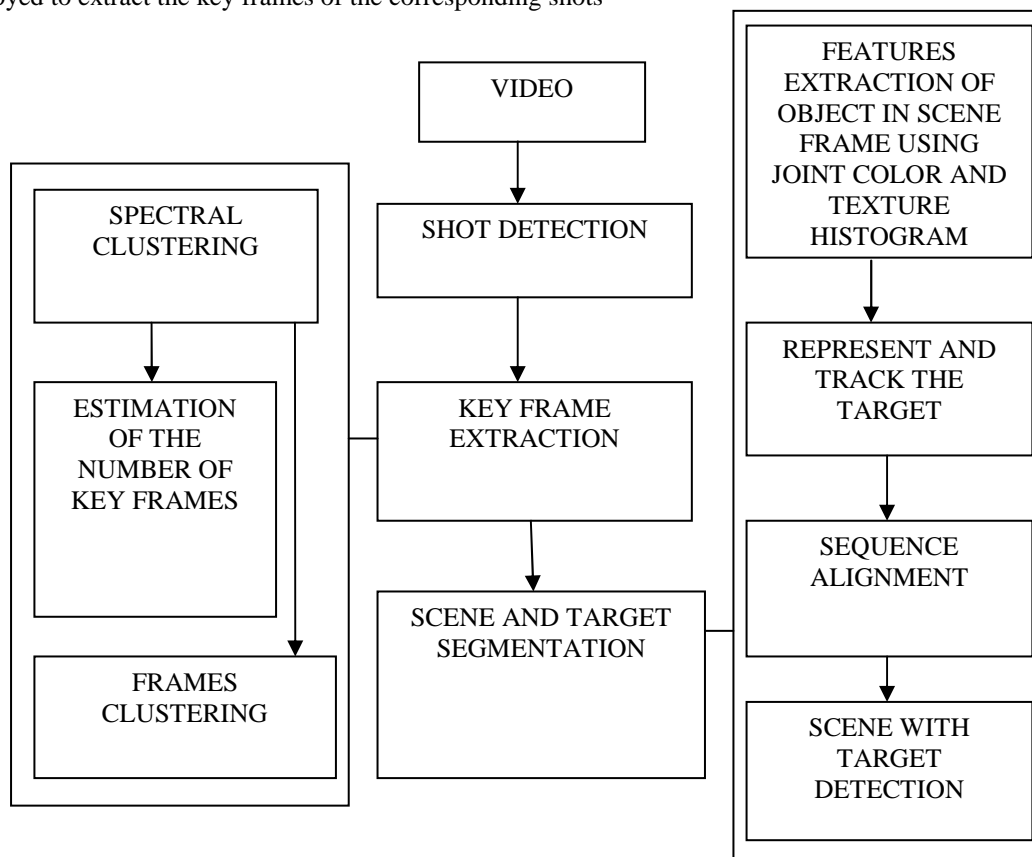 to extract the key frames of the corresponding shots
VIDEO
SHOT DETECTION
KEY FRAME
EXTRACTION
SCENE AND TARGET
SEGMENTATION
SPECTRAL
CLUSTERING
ESTIMATION
OF THE
NUMBER OF
KEY FRAMES
FRAMES
CLUSTERING
FEATURES
EXTRACTION OF
OBJECT IN SCENE
FRAME USING
JOINT COLOR AND
TEXTURE
HISTOGRAM
REPRESENT AND
TRACK THE
TARGET
SEQUENCE
ALIGNMENT
SCENE WITH
TARGET
DETECTION